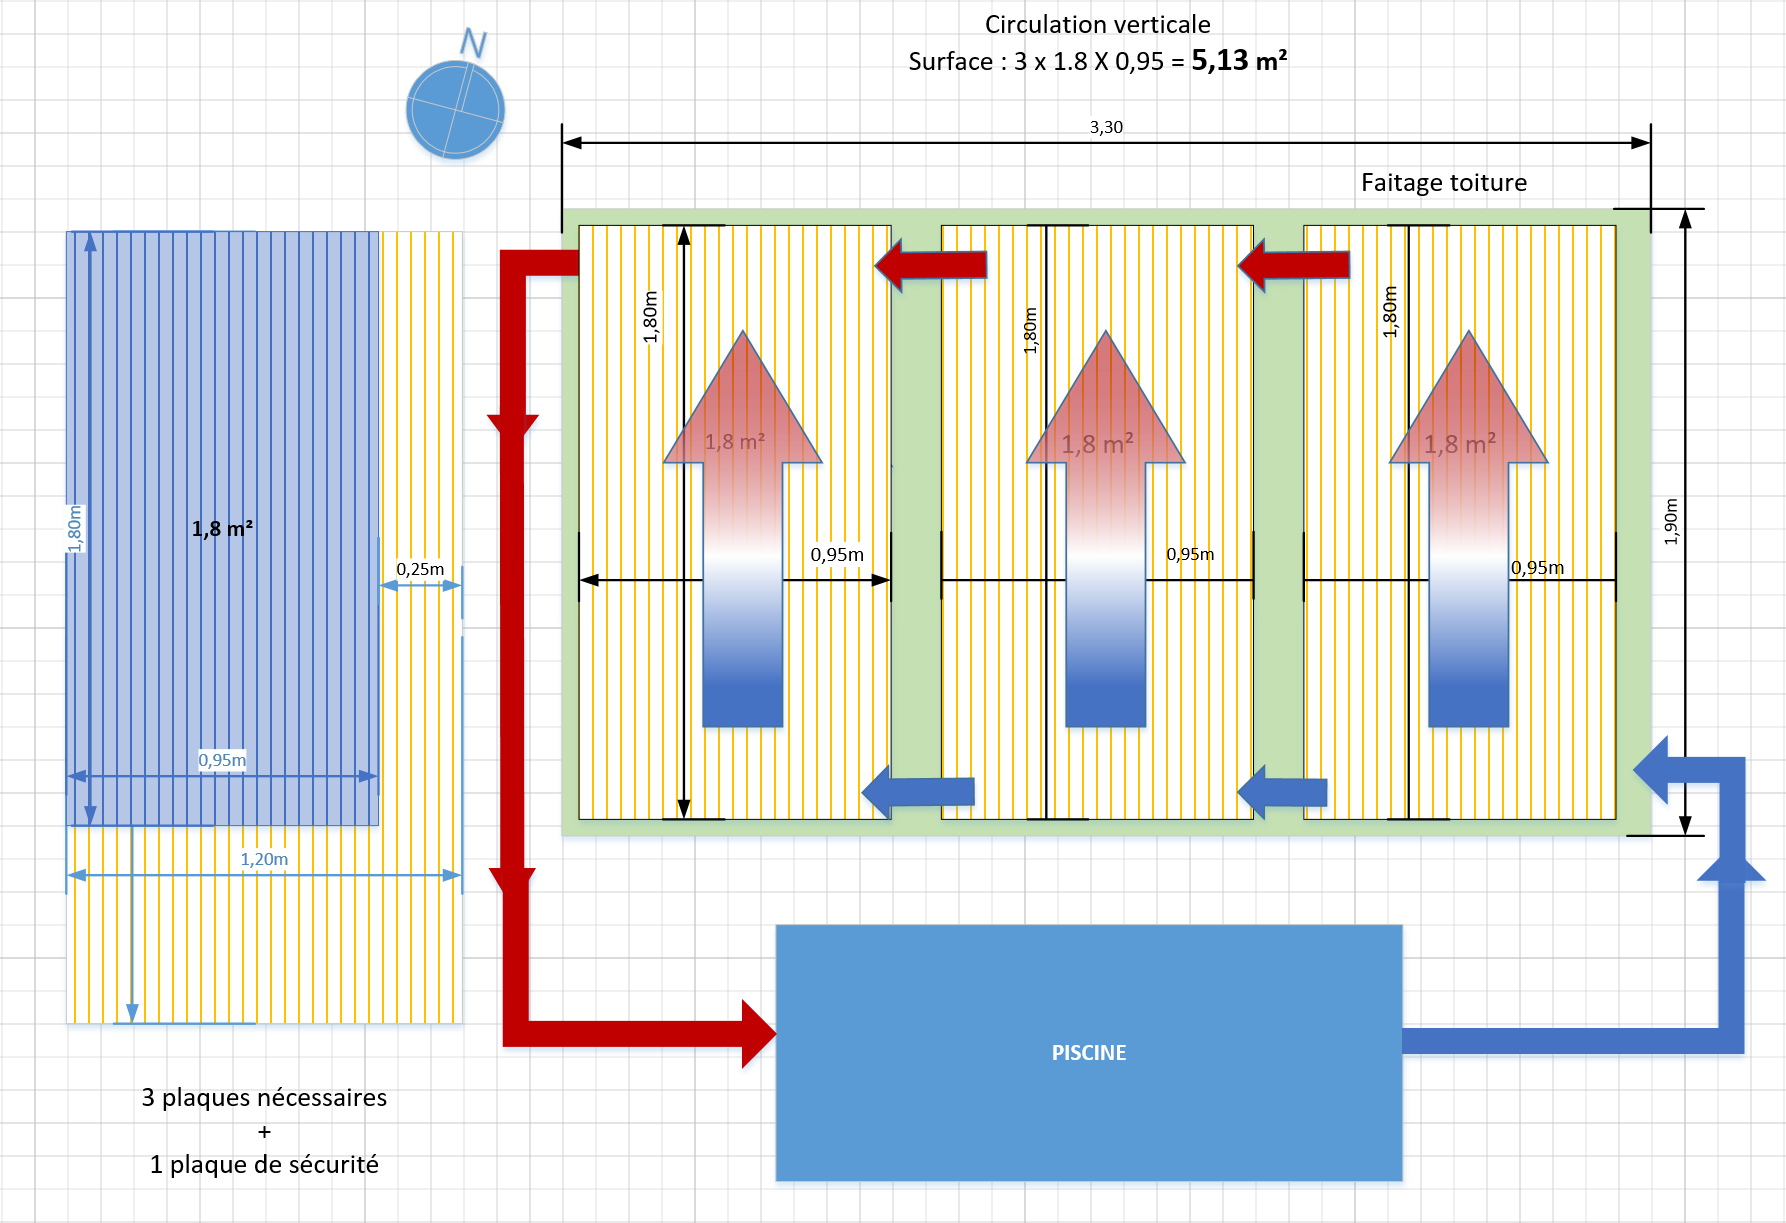 Circulation verticale
Surface : 3 x 1.8 X 0,95 = 5,13 m²
N
3,30
Faitage toiture
1,80m
1,80m
1,80m
1,8 m²
1,8 m²
1,8 m²
1,80m
1,8 m²
0,25m
0,95m
0,95m
0,95m
1,90m
0,95m
1,20m
PISCINE
3 plaques nécessaires
+
1 plaque de sécurité